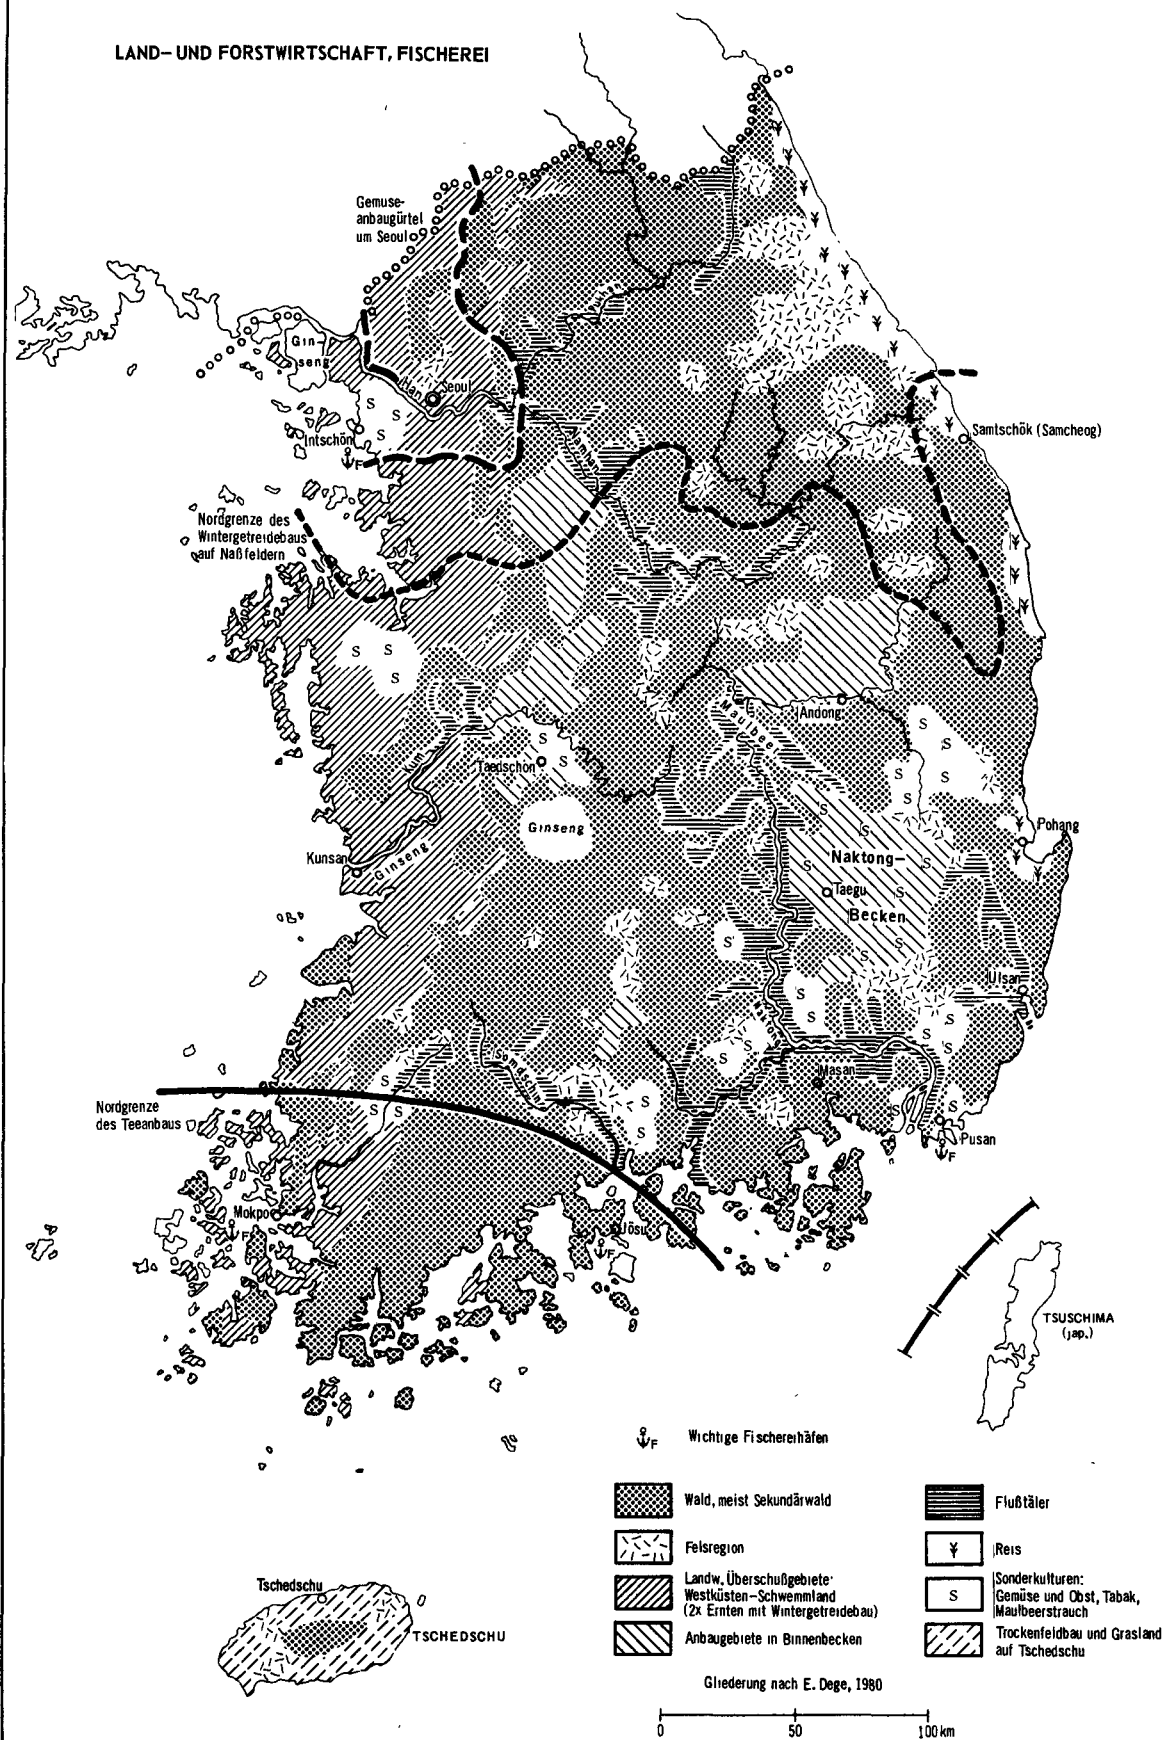 LAND- UND FORSTWIRTSCHAFT, FISCHEREI
Gemuse-
anbaugürtel
um Seoul
Gin-
seng
Han
Seoul
Intschön
F
Samtschök (Samcheog)
Namhan
Nordgrenze des
Wintergetreidebaus
auf Naßfeldern
S
S
S
S
S
S
Andong
Maulbeer
Kum
Taedschön
S
S
S
S
S
S
S
S
Ginseng
Pohang
Kunsan
Ginseng
Naktong-
Taegu
Becken
S
S
S
S
S
S
S
S
Ulsan
S
S
S
S
S
S
S
Somdschin
Masan
S
S
S
S
S
S
S
Nordgrenze
des Teeanbaus
Pusan
F
Mokpo
F
Jösu
F
TSUSCHIMA
(jap.)
F Wichtige Fischereihäfen
Wald, meist Sekundärwald
Flußtäler
Felsregion
Reis
Landw. Überschußgebiete
Westküsten-Schwemmland
(2x Ernten mit Wintergetreidebau)
S
Sonderkulturen:
Gemüse und Obst, Tabak,
Maulbeerstrauch
Anbaugebiete in Binnenbecken
Trockenfeldbau und Grasland
auf Tschedschu
Tschedschu
TSCHEDSCHU
Gliederung nach E. Dege, 1980
0 50 100 km